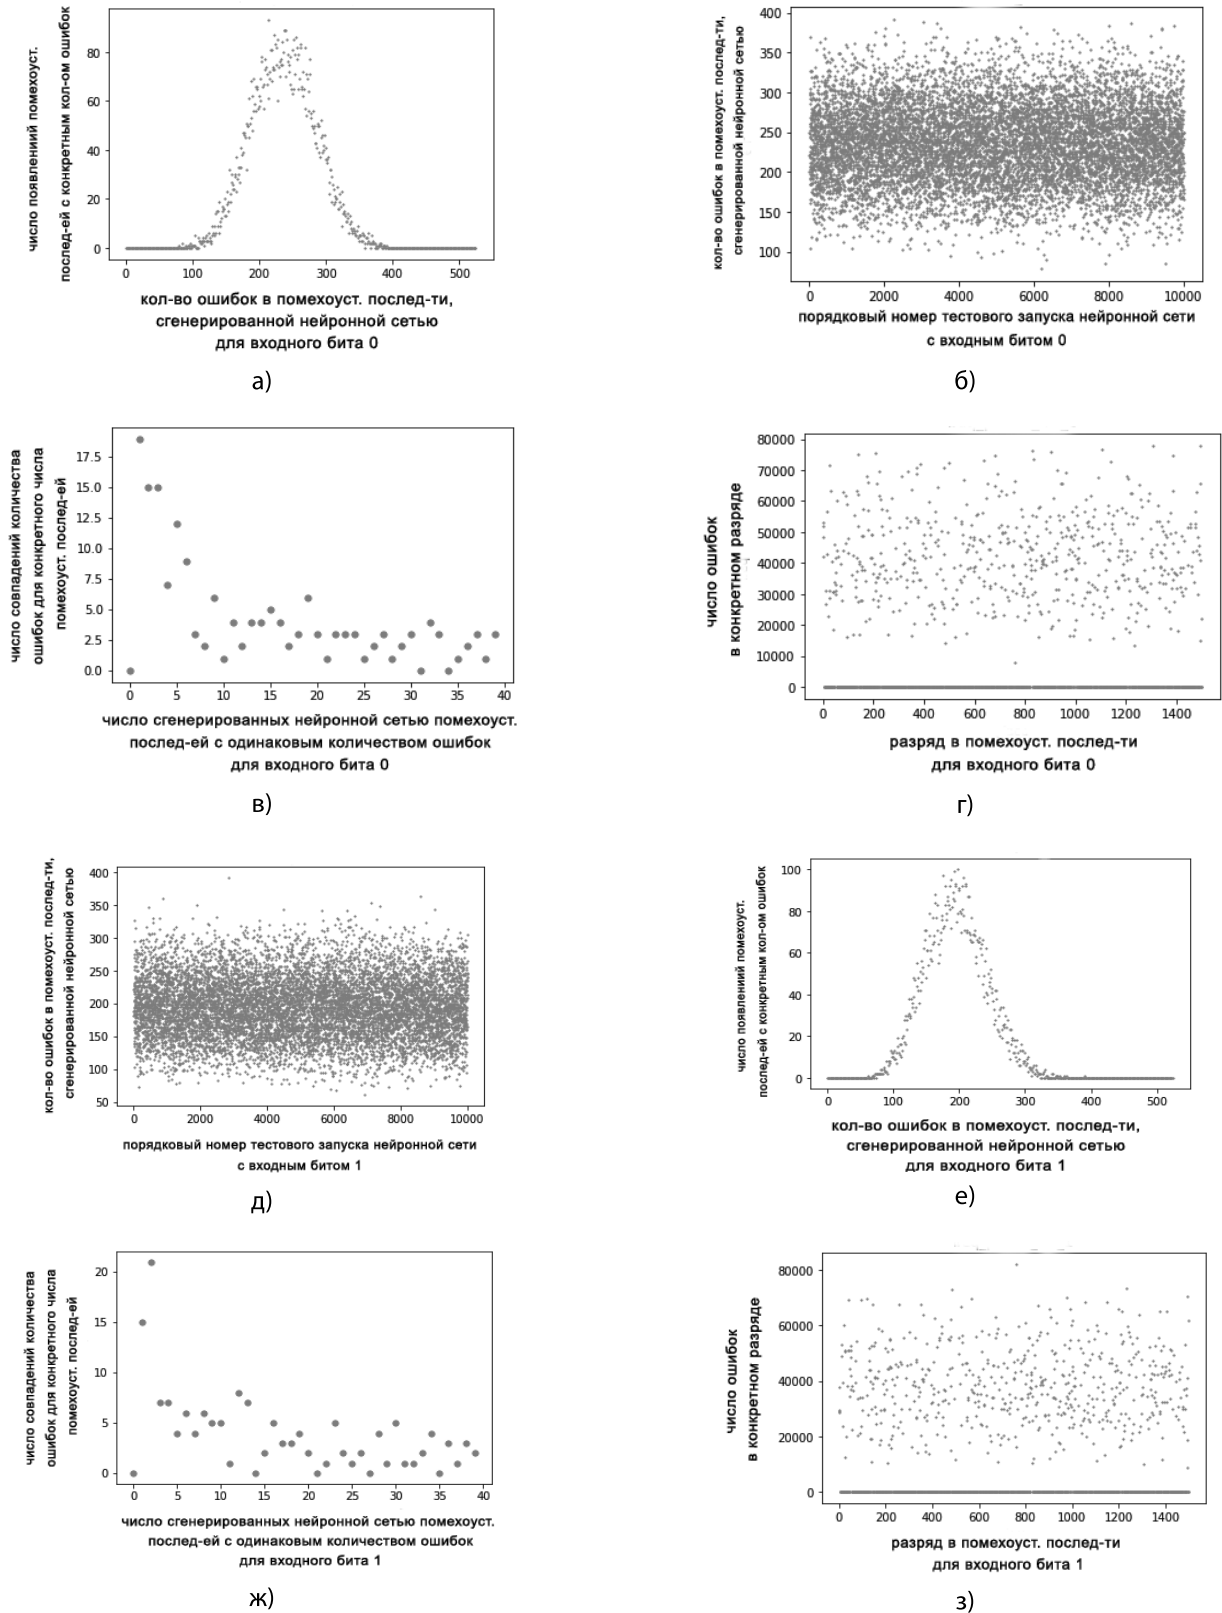 число появлениий помехоуст.
послед-ей с конкретным кол-ом ошибок
80
60
40
20
0
0 100 200 300 400 500
кол-во ошибок в помехоуст. послед-ти,
сгенерированной нейронной сетью
для входного бита 0
а)
кол-во ошибок в помехоуст. послед-ти,
сгенерированной нейронной сетью
400
350
300
250
200
150
100
0 2000 4000 6000 8000 10000
порядковый номер тестового запуска нейронной сети
с входным битом 0
б)
число совпадений количества
ошибок для конкретного числа
помехоуст. послед-ей
17.5
15.0
12.5
10.0
7.5
5.0
2.5
0.0
0 5 10 15 20 25 30 35 40
число сгенерированных нейронной сетью помехоуст.
послед-ей с одинаковым количеством ошибок
для входного бита 0
в)
число ошибок
в конкретном разряде
80000
70000
60000
50000
40000
30000
20000
10000
0
0 200 400 600 800 1000 1200 1400
разряд в помехоуст. послед-ти
для входного бита 0
г)
кол-во ошибок в помехоуст. послед-ти,
сгенерированной нейронной сетью
400
350
300
250
200
150
100
50
0 2000 4000 6000 8000 10000
порядковый номер тестового запуска нейронной сети
с входным битом 1
д)
число появлениий помехоуст.
послед-ей с конкретным кол-ом ошибок
100
80
60
40
20
0
0 100 200 300 400 500
кол-во ошибок в помехоуст. послед-ти,
сгенерированной нейронной сетью
для входного бита 1
е)
число совпадений количества
ошибок для конкретного числа
помехоуст. послед-ей
20
15
10
5
0
0 5 10 15 20 25 30 35 40
число сгенерированных нейронной сетью помехоуст.
послед-ей с одинаковым количеством ошибок
для входного бита 1
ж)
число ошибок
в конкретном разряде
80000
60000
40000
20000
0
0 200 400 600 800 1000 1200 1400
разряд в помехоуст. послед-ти
для входного бита 1
з)